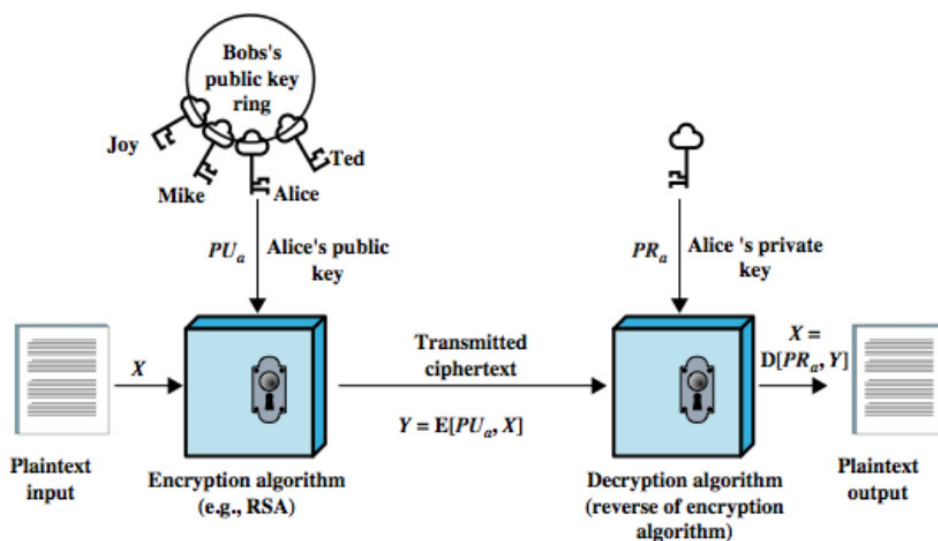 Bobs's
public key
ring
Joy
Ted
Mike
Alice
PUa
Alice's public
key
PRa
Alice 's private
key
X
Transmitted
ciphertext
X =
D[PRa, Y]
Y = E[PUa, X]
Plaintext
input
Encryption algorithm
(e.g., RSA)
Decryption algorithm
(reverse of encryption
algorithm)
Plaintext
output